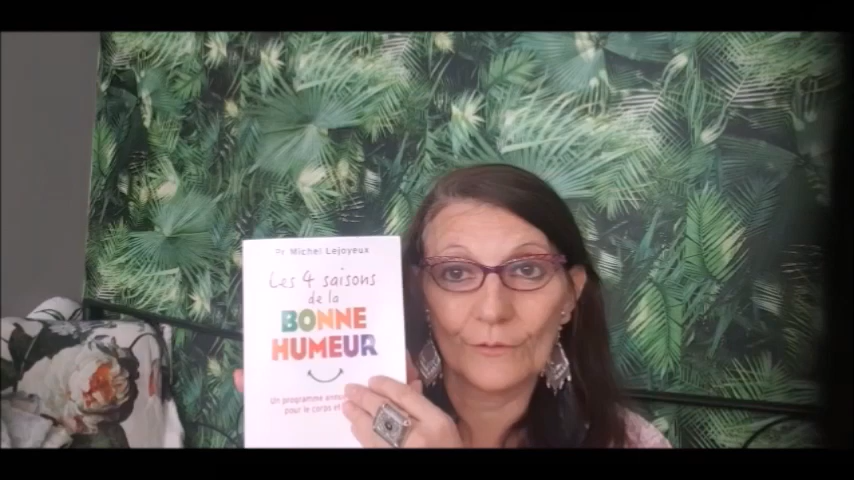 Pr Michel Lejoyeux
Les 4 saisons
de la
BONNE
HUMEUR
Un programme
pour le corps et